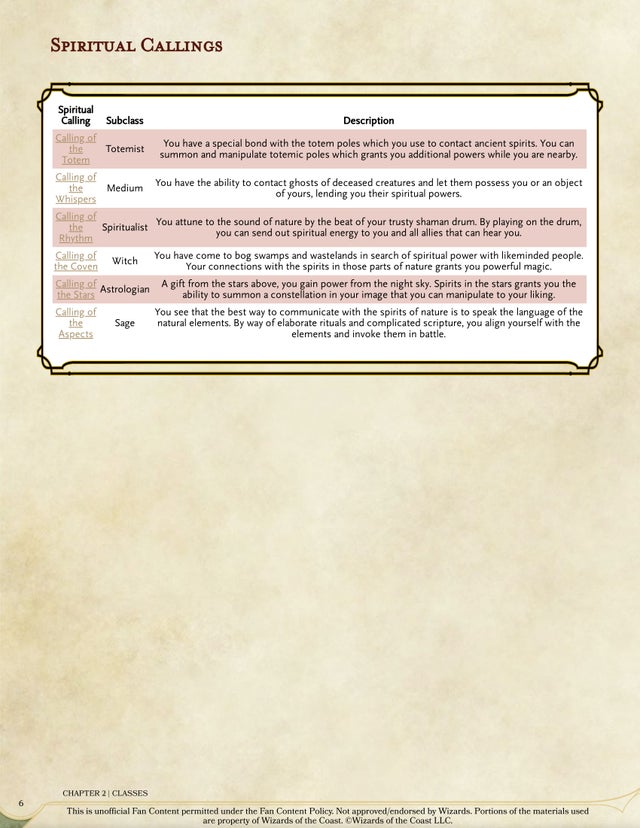 Spiritual Callings
Spiritual
Calling
Subclass
Description
Calling of
the
Totem
Totemist
You have a special bond with the totem poles which you use to contact ancient spirits. You can
summon and manipulate totemic poles which grants you additional powers while you are nearby.
Calling of
the
Whispers
Medium
You have the ability to contact ghosts of deceased creatures and let them possess you or an object
of yours, lending you their spiritual powers.
Calling of
the
Rhythm
Spiritualist
You attune to the sound of nature by the beat of your trusty shaman drum. By playing on the drum,
you can send out spiritual energy to you and all allies that can hear you.
Calling of
the Coven
Witch
You have come to bog swamps and wastelands in search of spiritual power with likeminded people.
Your connections with the spirits in those parts of nature grants you powerful magic.
Calling of
the Stars
Astrologian
A gift from the stars above, you gain power from the night sky. Spirits in the stars grants you the
ability to summon a constellation in your image that you can manipulate to your liking.
Calling of
the
Aspects
Sage
You see that the best way to communicate with the spirits of nature is to speak the language of the
natural elements. By way of elaborate rituals and complicated scripture, you align yourself with the
elements and invoke them in battle.
CHAPTER 2 | CLASSES
6
This is unofficial Fan Content permitted under the Fan Content Policy. Not approved/endorsed by Wizards. Portions of the materials used
are property of Wizards of the Coast. ©Wizards of the Coast LLC.